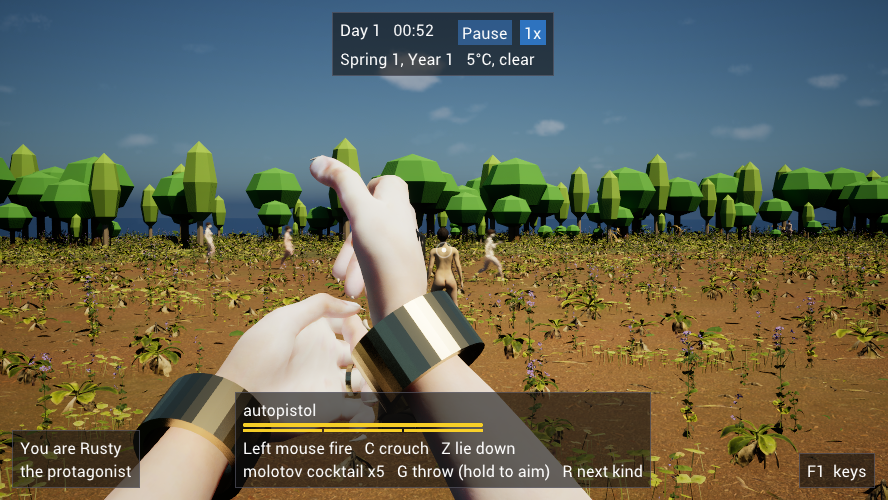 Day 1 00:52 Pause 1x
Spring 1, Year 1 5°C, clear
autopistol
Left mouse fire C crouch Z lie down
molotov cocktail x5 G throw (hold to aim) R next kind
You are Rusty
the protagonist
F1 keys